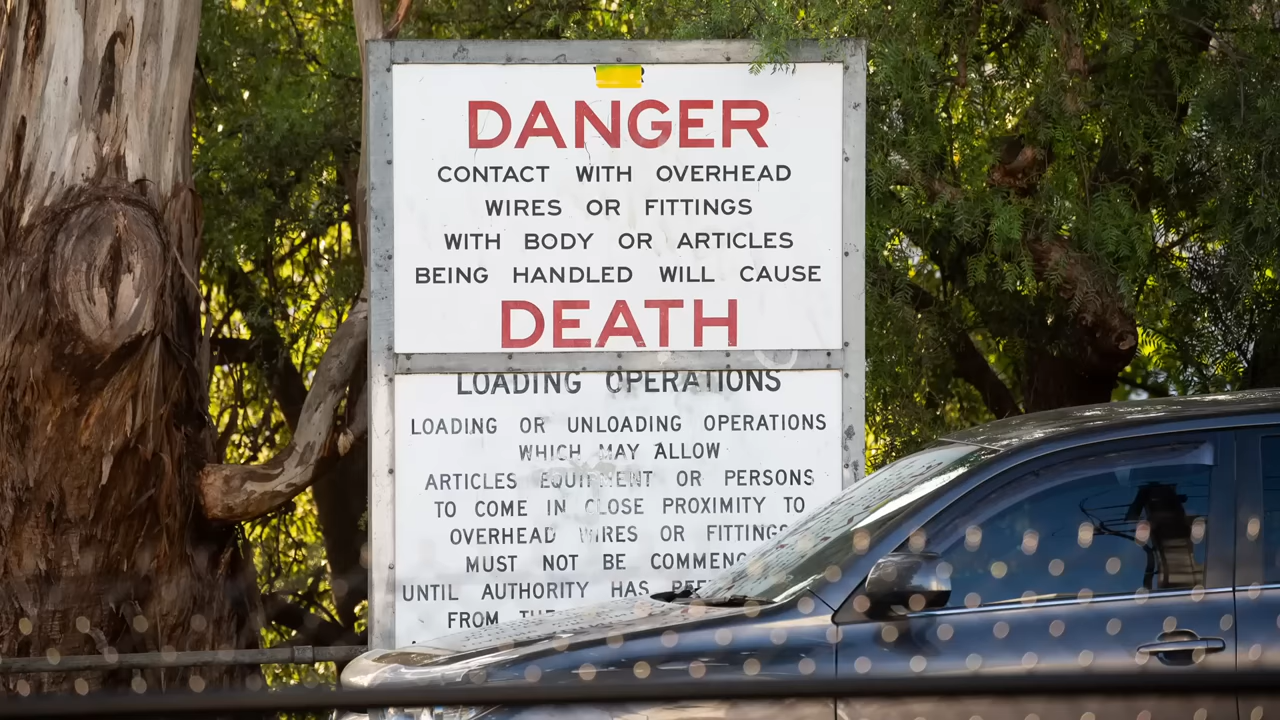 DANGER
CONTACT WITH OVERHEAD
WIRES OR FITTINGS
WITH BODY OR ARTICLES
BEING HANDLED WILL CAUSE
DEATH
LOADING OPERATIONS
LOADING OR UNLOADING OPERATIONS
WHICH MAY ALLOW
ARTICLES EQUIPMENT OR PERSONS
TO COME IN CLOSE PROXIMITY TO
OVERHEAD WIRES OR FITTINGS
MUST NOT BE
UNTIL AUTHORITY HAS
FROM